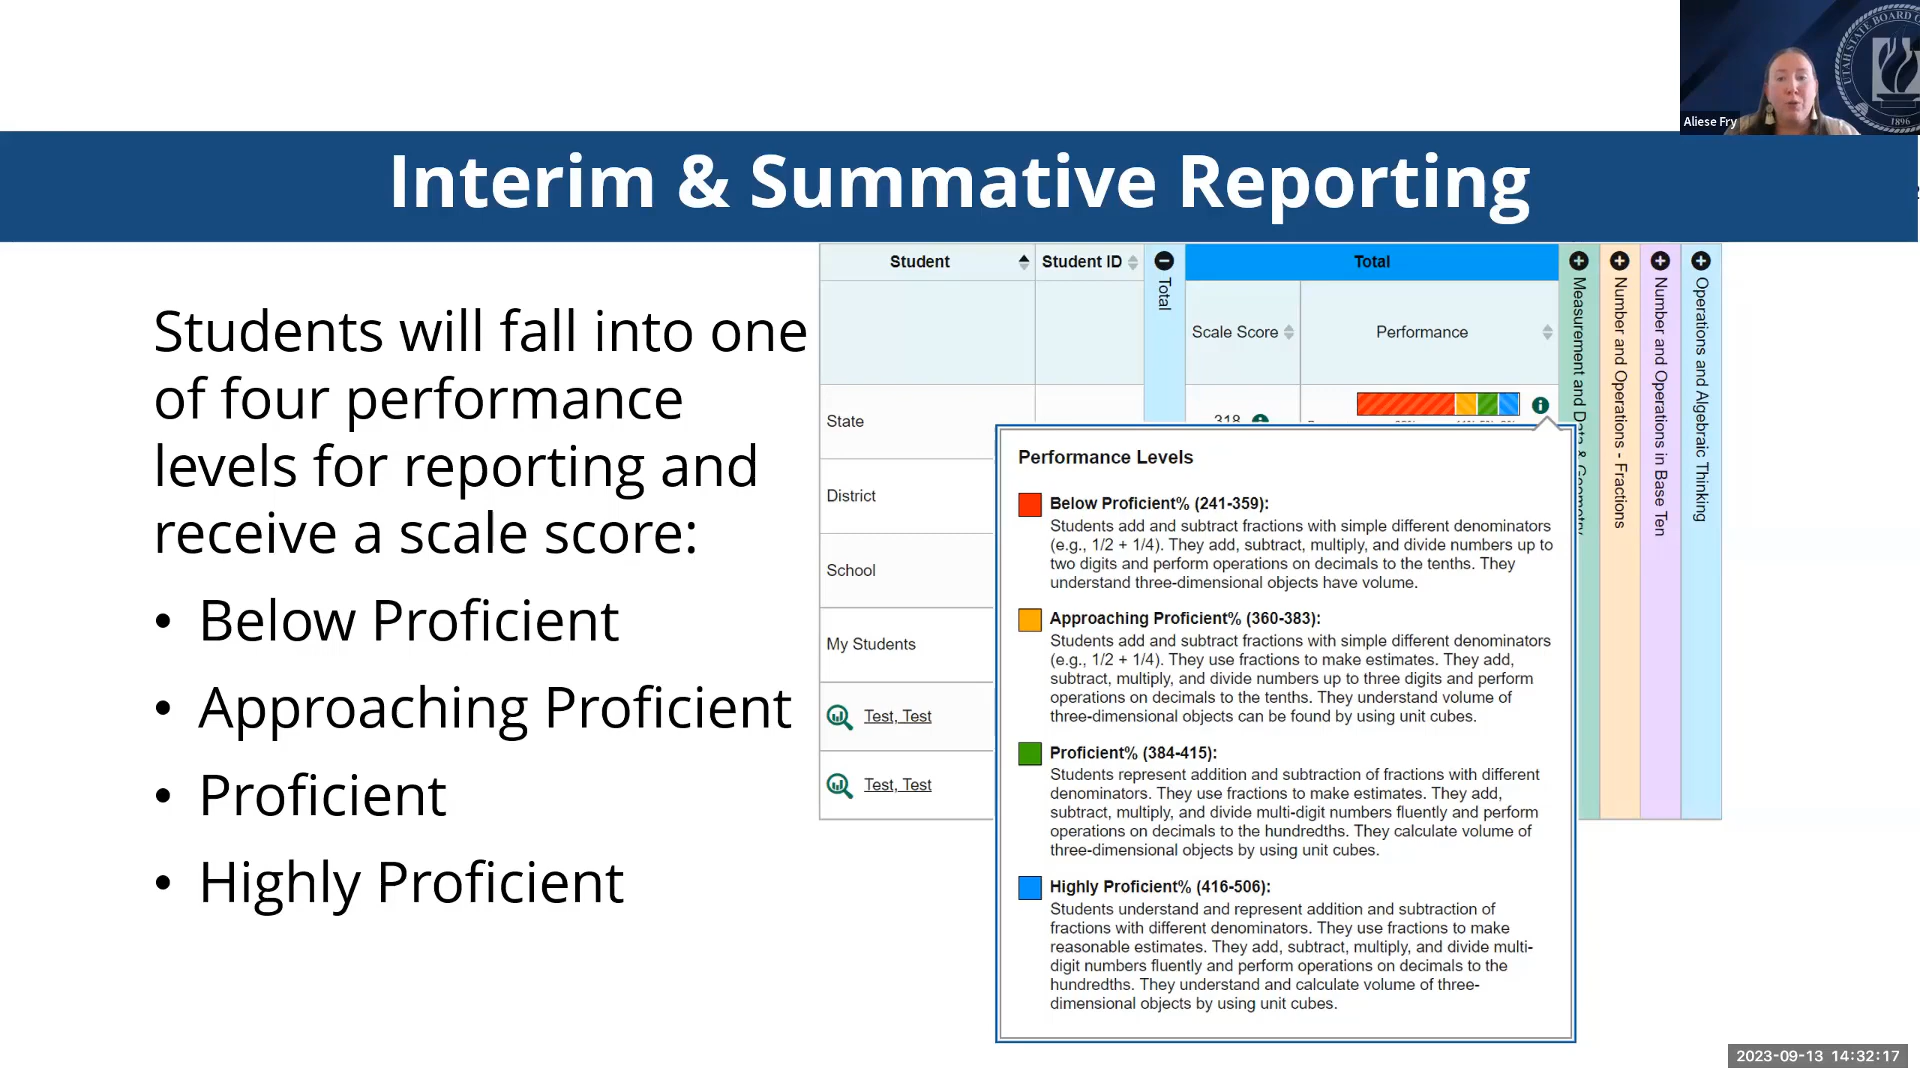 UTAH STATE BOARD O
1896
Aliese Fry
Interim & Summative Reporting
Students will fall into one
of four performance
levels for reporting and
receive a scale score:
• Below Proficient
• Approaching Proficient
• Proficient
• Highly Proficient
Student
Student ID
Total
Total
Scale Score
Performance
Measurement and Data & Geometry
Number and Operations - Fractions
Number and Operations in Base Ten
Operations and Algebraic Thinking
State
318
District
School
My Students
Test, Test
Test, Test
Performance Levels
Below Proficient% (241-359):
Students add and subtract fractions with simple different denominators
(e.g., 1/2 + 1/4). They add, subtract, multiply, and divide numbers up to
two digits and perform operations on decimals to the tenths. They
understand three-dimensional objects have volume.
Approaching Proficient% (360-383):
Students add and subtract fractions with simple different denominators
(e.g., 1/2 + 1/4). They use fractions to make estimates. They add,
subtract, multiply, and divide numbers up to three digits and perform
operations on decimals to the tenths. They understand volume of
three-dimensional objects can be found by using unit cubes.
Proficient% (384-415):
Students represent addition and subtraction of fractions with different
denominators. They use fractions to make estimates. They add,
subtract, multiply, and divide multi-digit numbers fluently and perform
operations on decimals to the hundredths. They calculate volume of
three-dimensional objects by using unit cubes.
Highly Proficient% (416-506):
Students understand and represent addition and subtraction of
fractions with different denominators. They use fractions to make
reasonable estimates. They add, subtract, multiply, and divide multi-
digit numbers fluently and perform operations on decimals to the
hundredths. They understand and calculate volume of three-
dimensional objects by using unit cubes.
2023-09-13 14:32:17